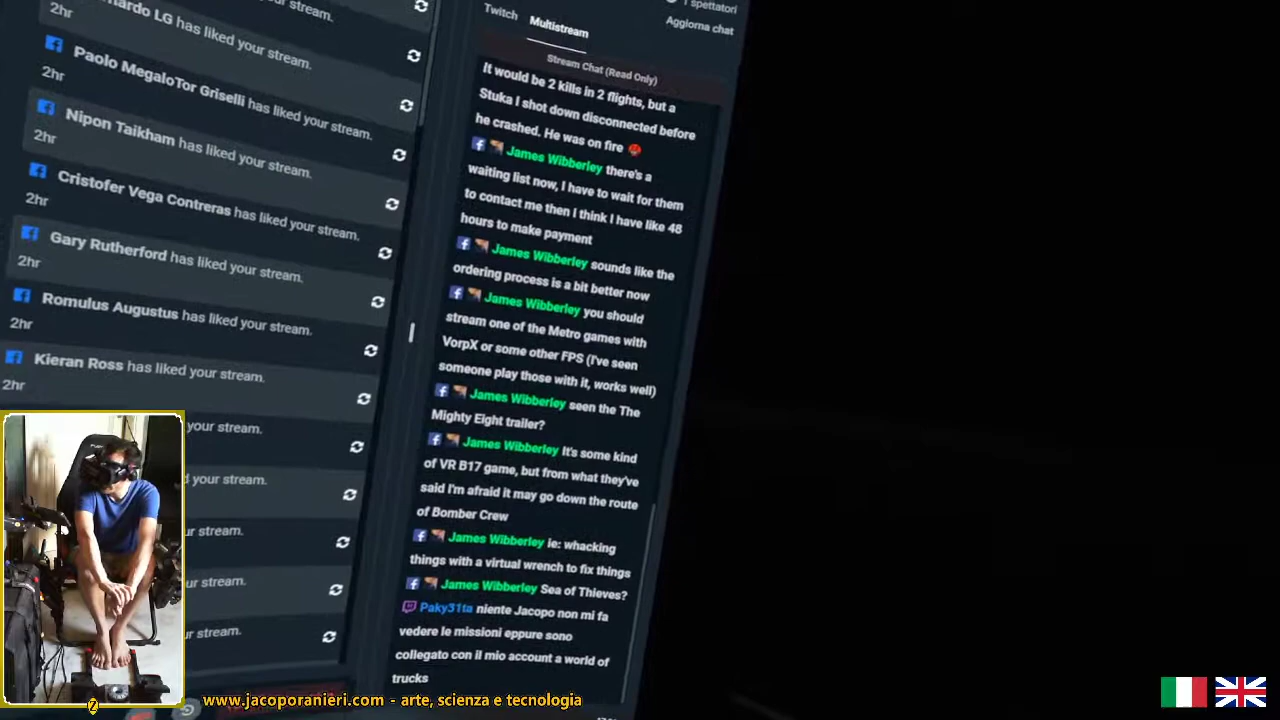 has liked your stream.
LG has liked your stream.
2hr
Paolo MegaloTor Griselli has liked your stream.
2hr
Nipon Taikham has liked your stream.
2hr
Cristofer Vega Contreras has liked your stream.
2hr
Gary Rutherford has liked your stream.
2hr
Romulus Augustus has liked your stream.
2hr
Kieran Ross has liked your stream.
2hr
your stream.
your stream.
ur stream.
ur stream.
ur stream.
1 spettatori
Twitch Multistream Aggiorna chat
Stream Chat (Read Only)
It would be 2 kills in 2 flights, but a
Stuka I shot down disconnected before
he crashed. He was on fire
James Wibberley there's a
waiting list now, I have to wait for them
to contact me then I think I have like 48
hours to make payment
James Wibberley sounds like the
ordering process is a bit better now
James Wibberley you should
stream one of the Metro games with
VorpX or some other FPS (I've seen
someone play those with it, works well)
James Wibberley seen the The
Mighty Eight trailer?
James Wibberley It's some kind
of VR B17 game, but from what they've
said I'm afraid it may go down the route
of Bomber Crew
James Wibberley ie: whacking
things with a virtual wrench to fix things
James Wibberley Sea of Thieves?
Paky31ta niente Jacopo non mi fa
vedere le missioni eppure sono
collegato con il mio account a world of
trucks
www.jacoporanieri.com - arte, scienza e tecnologia